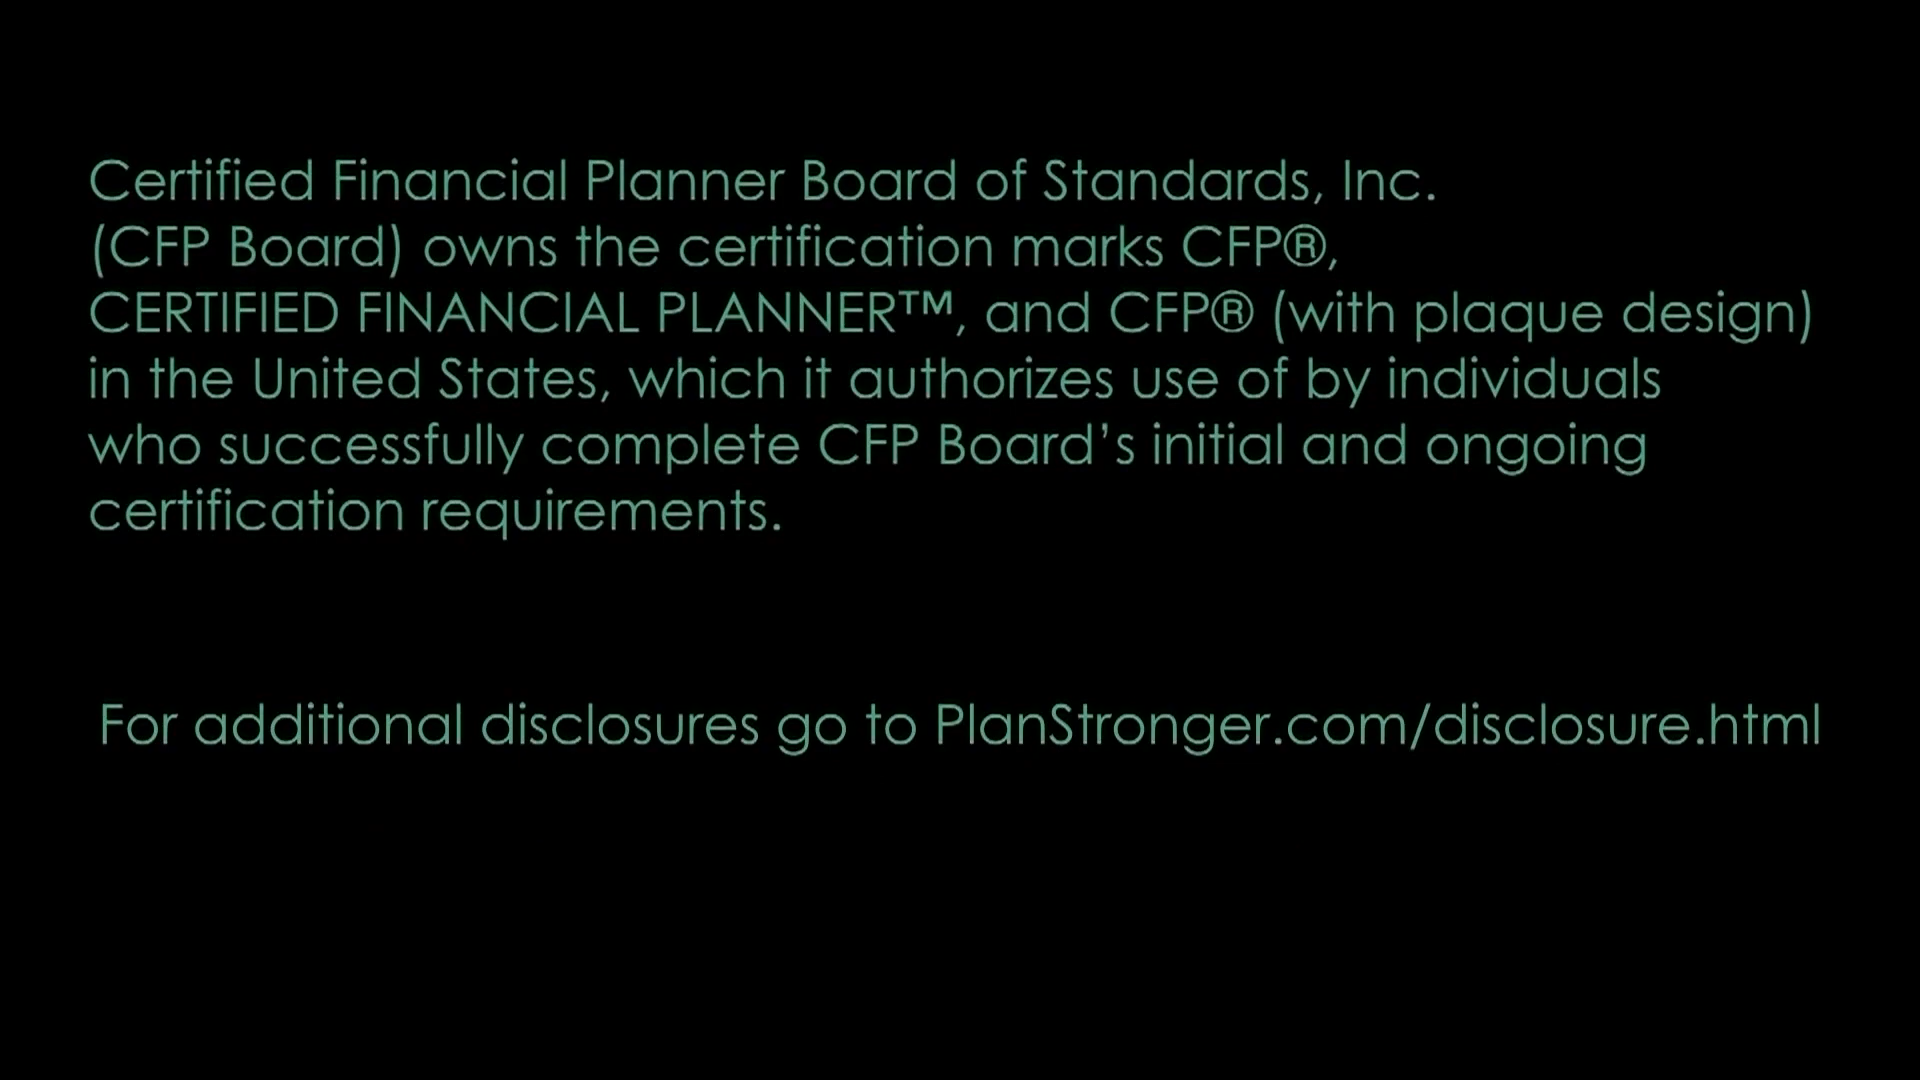 Certified Financial Planner Board of Standards, Inc.
(CFP Board) owns the certification marks CFP®,
CERTIFIED FINANCIAL PLANNER™, and CFP® (with plaque design)
in the United States, which it authorizes use of by individuals
who successfully complete CFP Board’s initial and ongoing
certification requirements.
For additional disclosures go to PlanStronger.com/disclosure.html